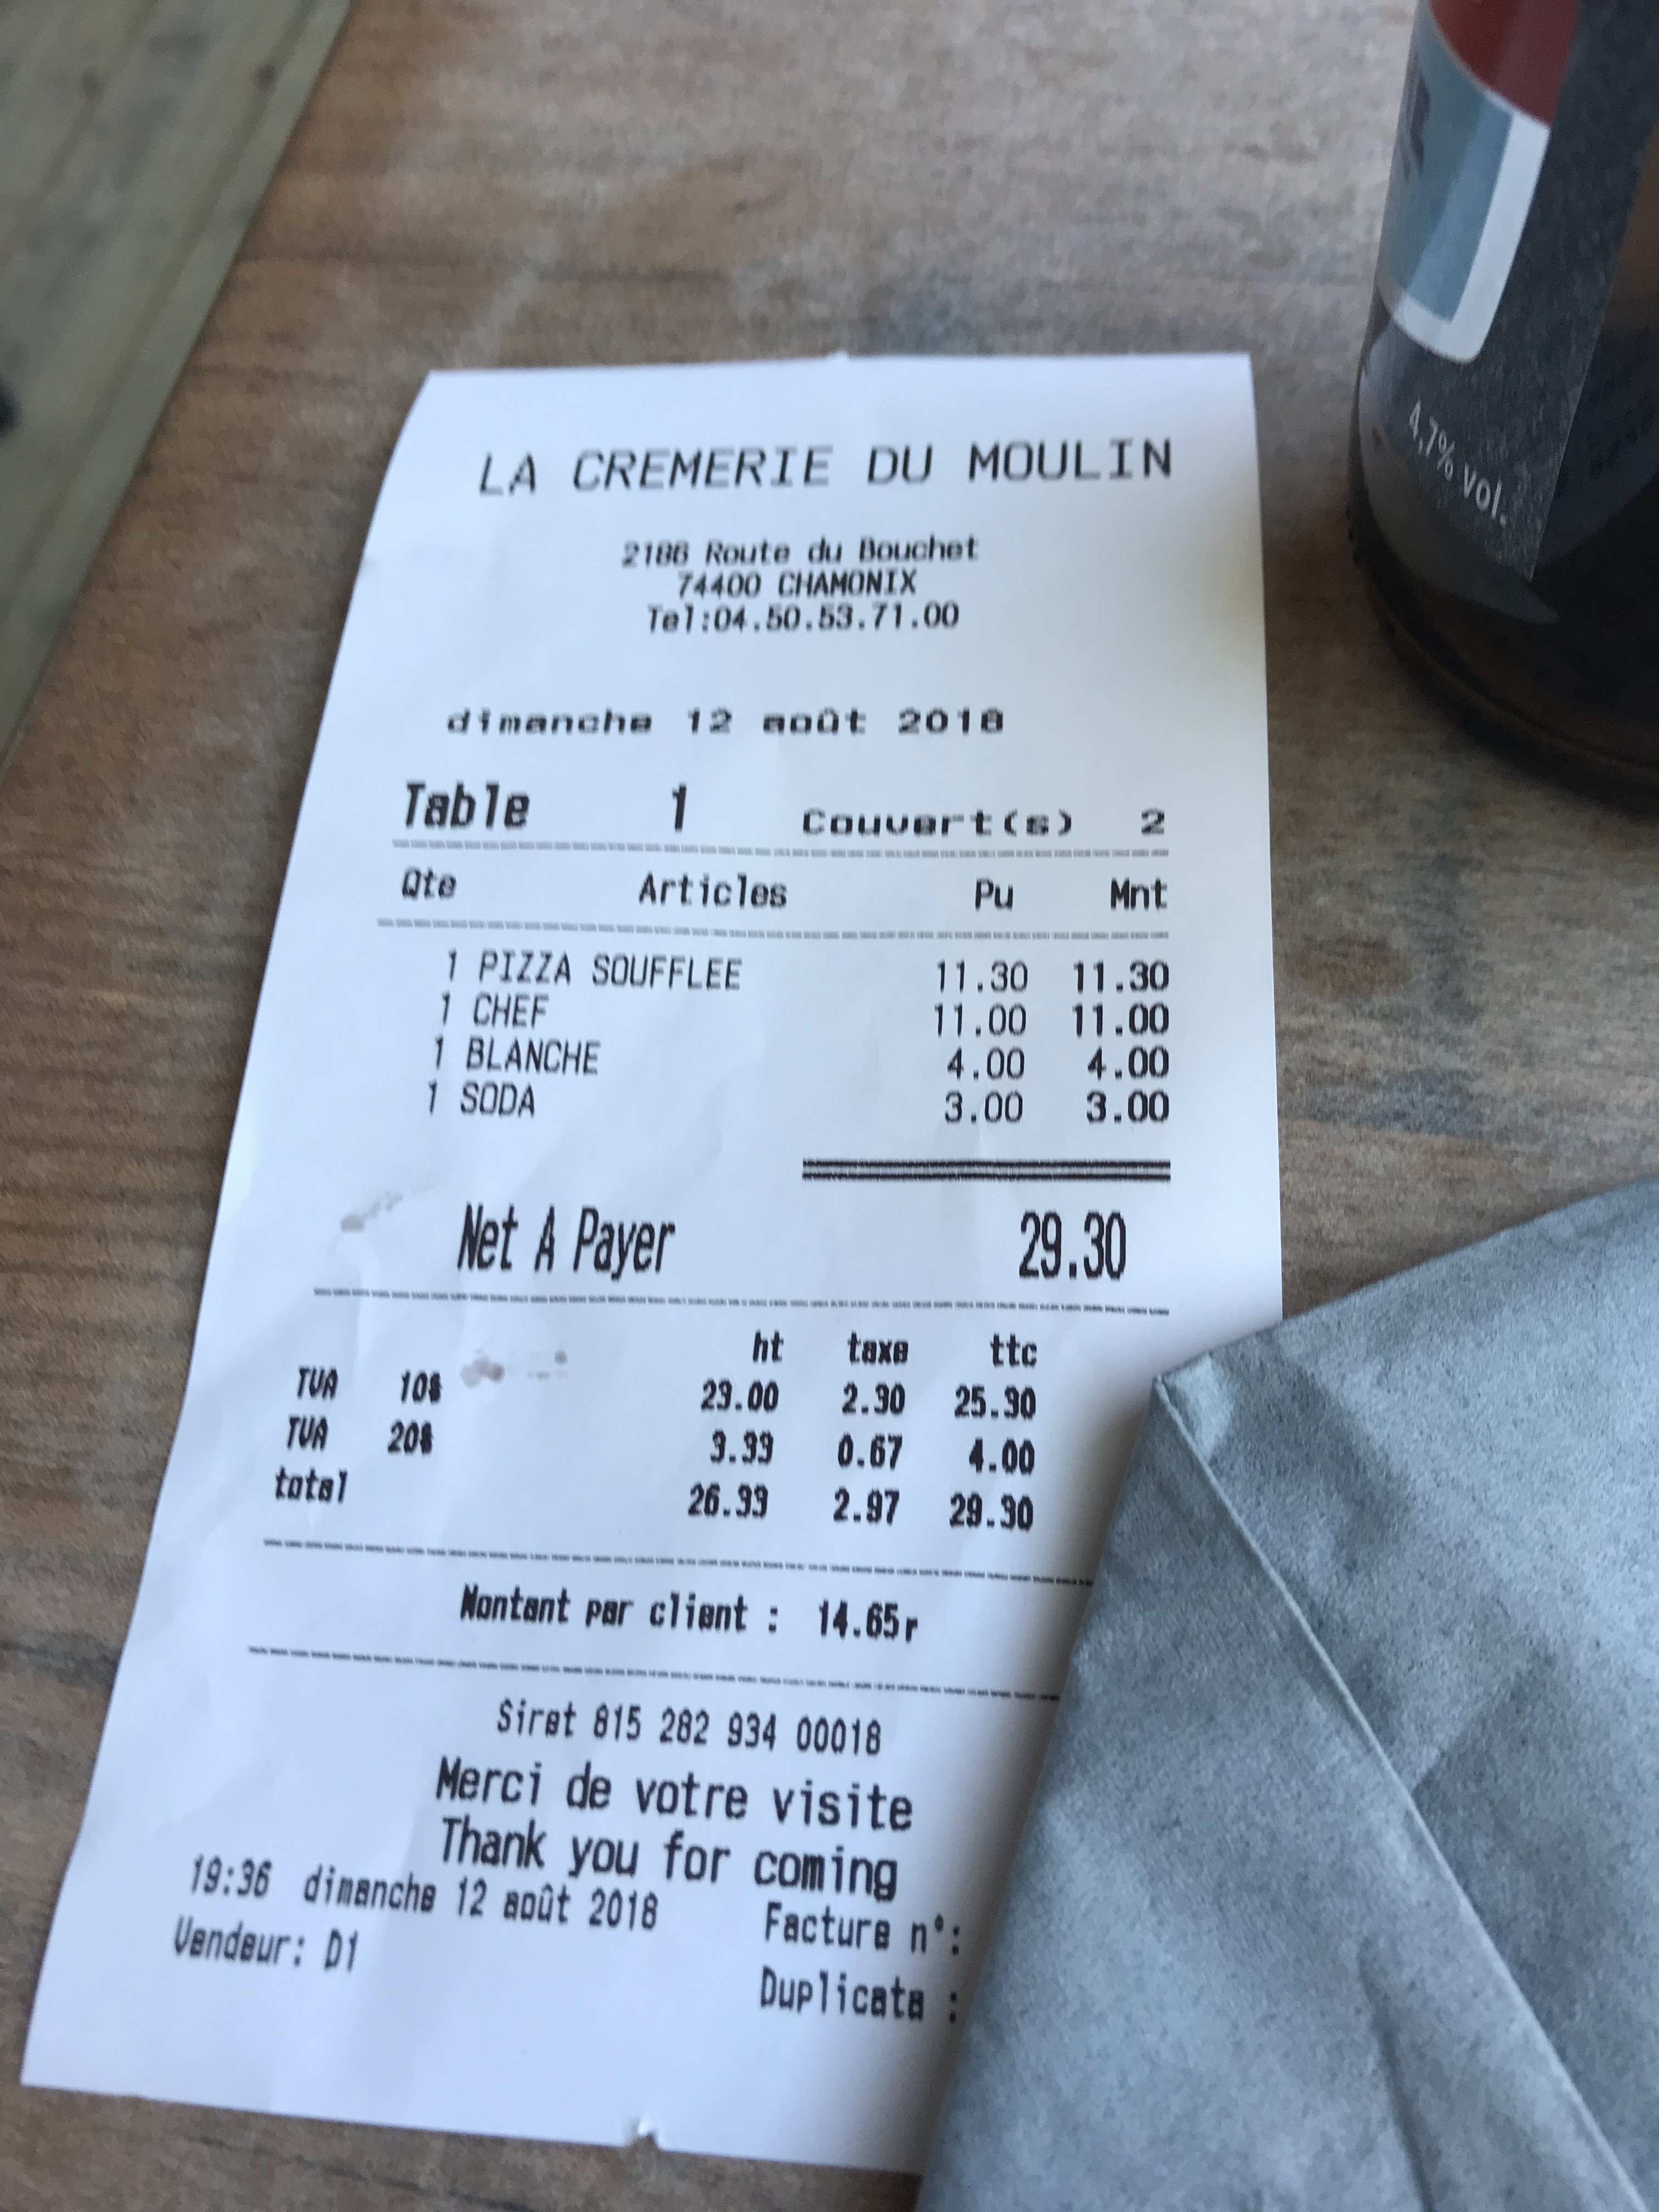 LA CREMERIE DU MOULIN
2186 Route du Bouchet
74400 CHAMONIX
Tel:04.50.53.71.00
dimanche 12 août 2018
Table 1 Couvert(s) 2
Qte Articles Pu Mnt
1 PIZZA SOUFFLEE 11.30 11.30
1 CHEF 11.00 11.00
1 BLANCHE 4.00 4.00
1 SODA 3.00 3.00
Net A Payer 29.30
ht taxe ttc
TVA 10% 23.00 2.30 25.30
TVA 20% 3.33 0.67 4.00
total 26.33 2.97 29.30
Montant par client : 14.65r
Siret 815 282 934 00018
Merci de votre visite
Thank you for coming
19:36 dimanche 12 août 2018 Facture n°:
Vendeur: D1 Duplicata :
4,7% vol.